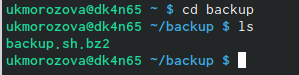 ukmorozova@dk4n65 ~ $ cd backup
ukmorozova@dk4n65 ~/backup $ ls
backup.sh.bz2
ukmorozova@dk4n65 ~/backup $